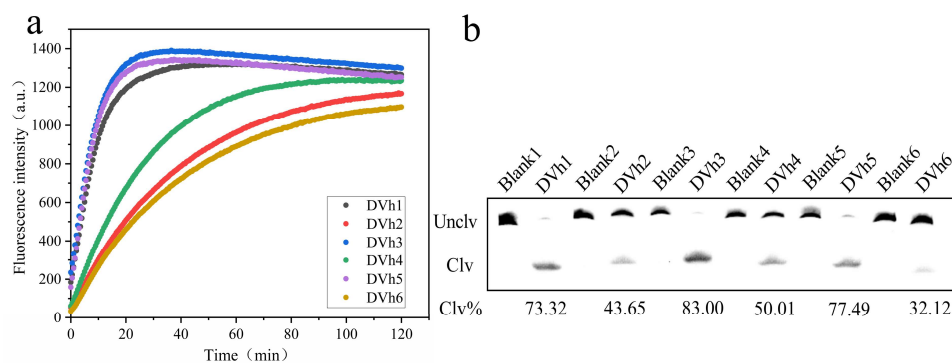 a
1400
1200
1000
800
600
400
200
0
Fluorescence intensity（a.u.）
0 20 40 60 80 100 120
Time（min）
DVh1
DVh2
DVh3
DVh4
DVh5
DVh6
b
Blank1 DVh1 Blank2 DVh2 Blank3 DVh3 Blank4 DVh4 Blank5 DVh5 Blank6 DVh6
Unclv
Clv
Clv% 73.32 43.65 83.00 50.01 77.49 32.12